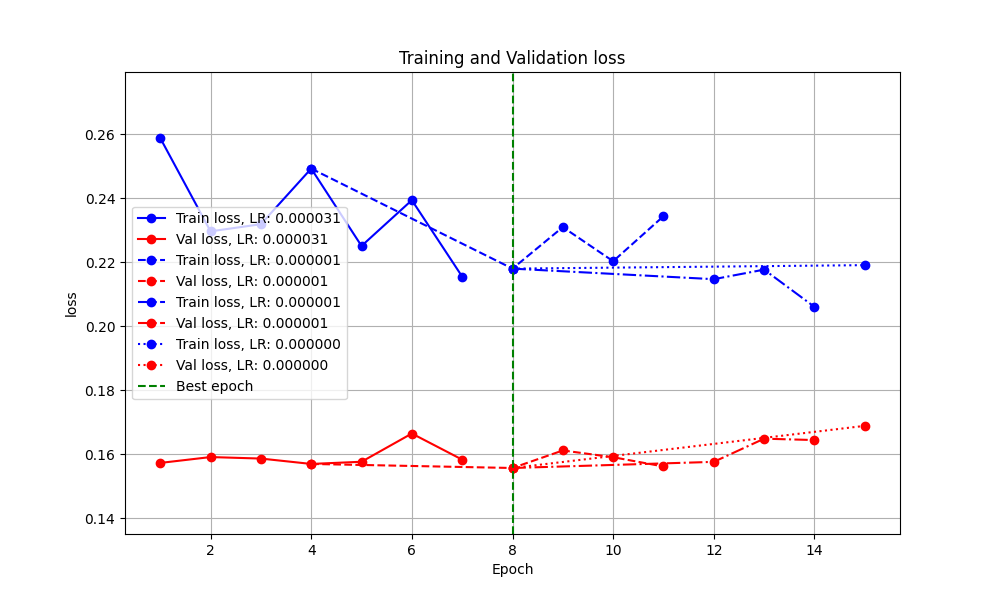 Training and Validation loss
0.26
0.24
0.22
0.20
0.18
0.16
0.14
loss
Train loss, LR: 0.000031
Val loss, LR: 0.000031
Train loss, LR: 0.000001
Val loss, LR: 0.000001
Train loss, LR: 0.000001
Val loss, LR: 0.000001
Train loss, LR: 0.000000
Val loss, LR: 0.000000
Best epoch
2 4 6 8 10 12 14
Epoch